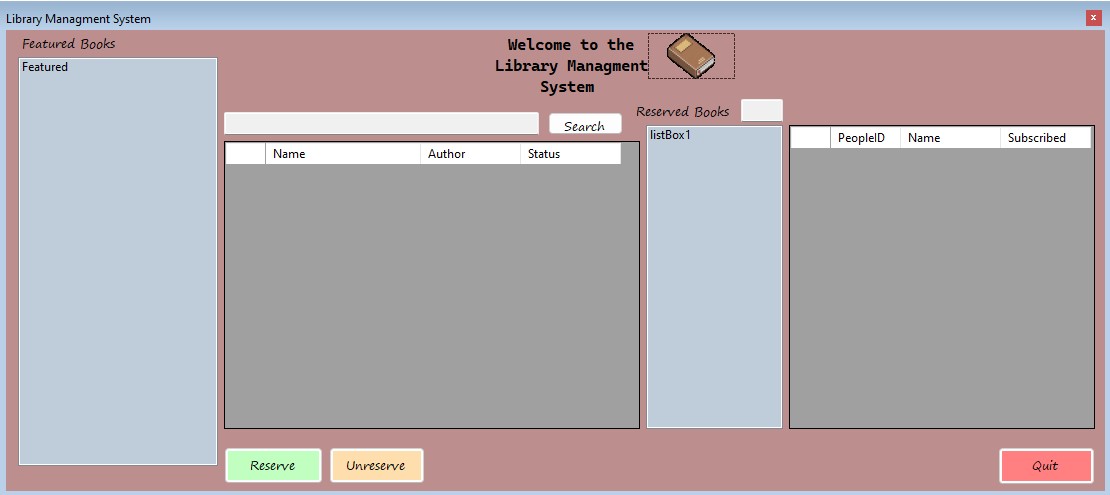 Library Managment System
x
Featured Books
Featured
Welcome to the
Library Managment
System
Search
Name Author Status
Reserved Books
listBox1
PeopleID Name Subscribed
Reserve
Unreserve
Quit